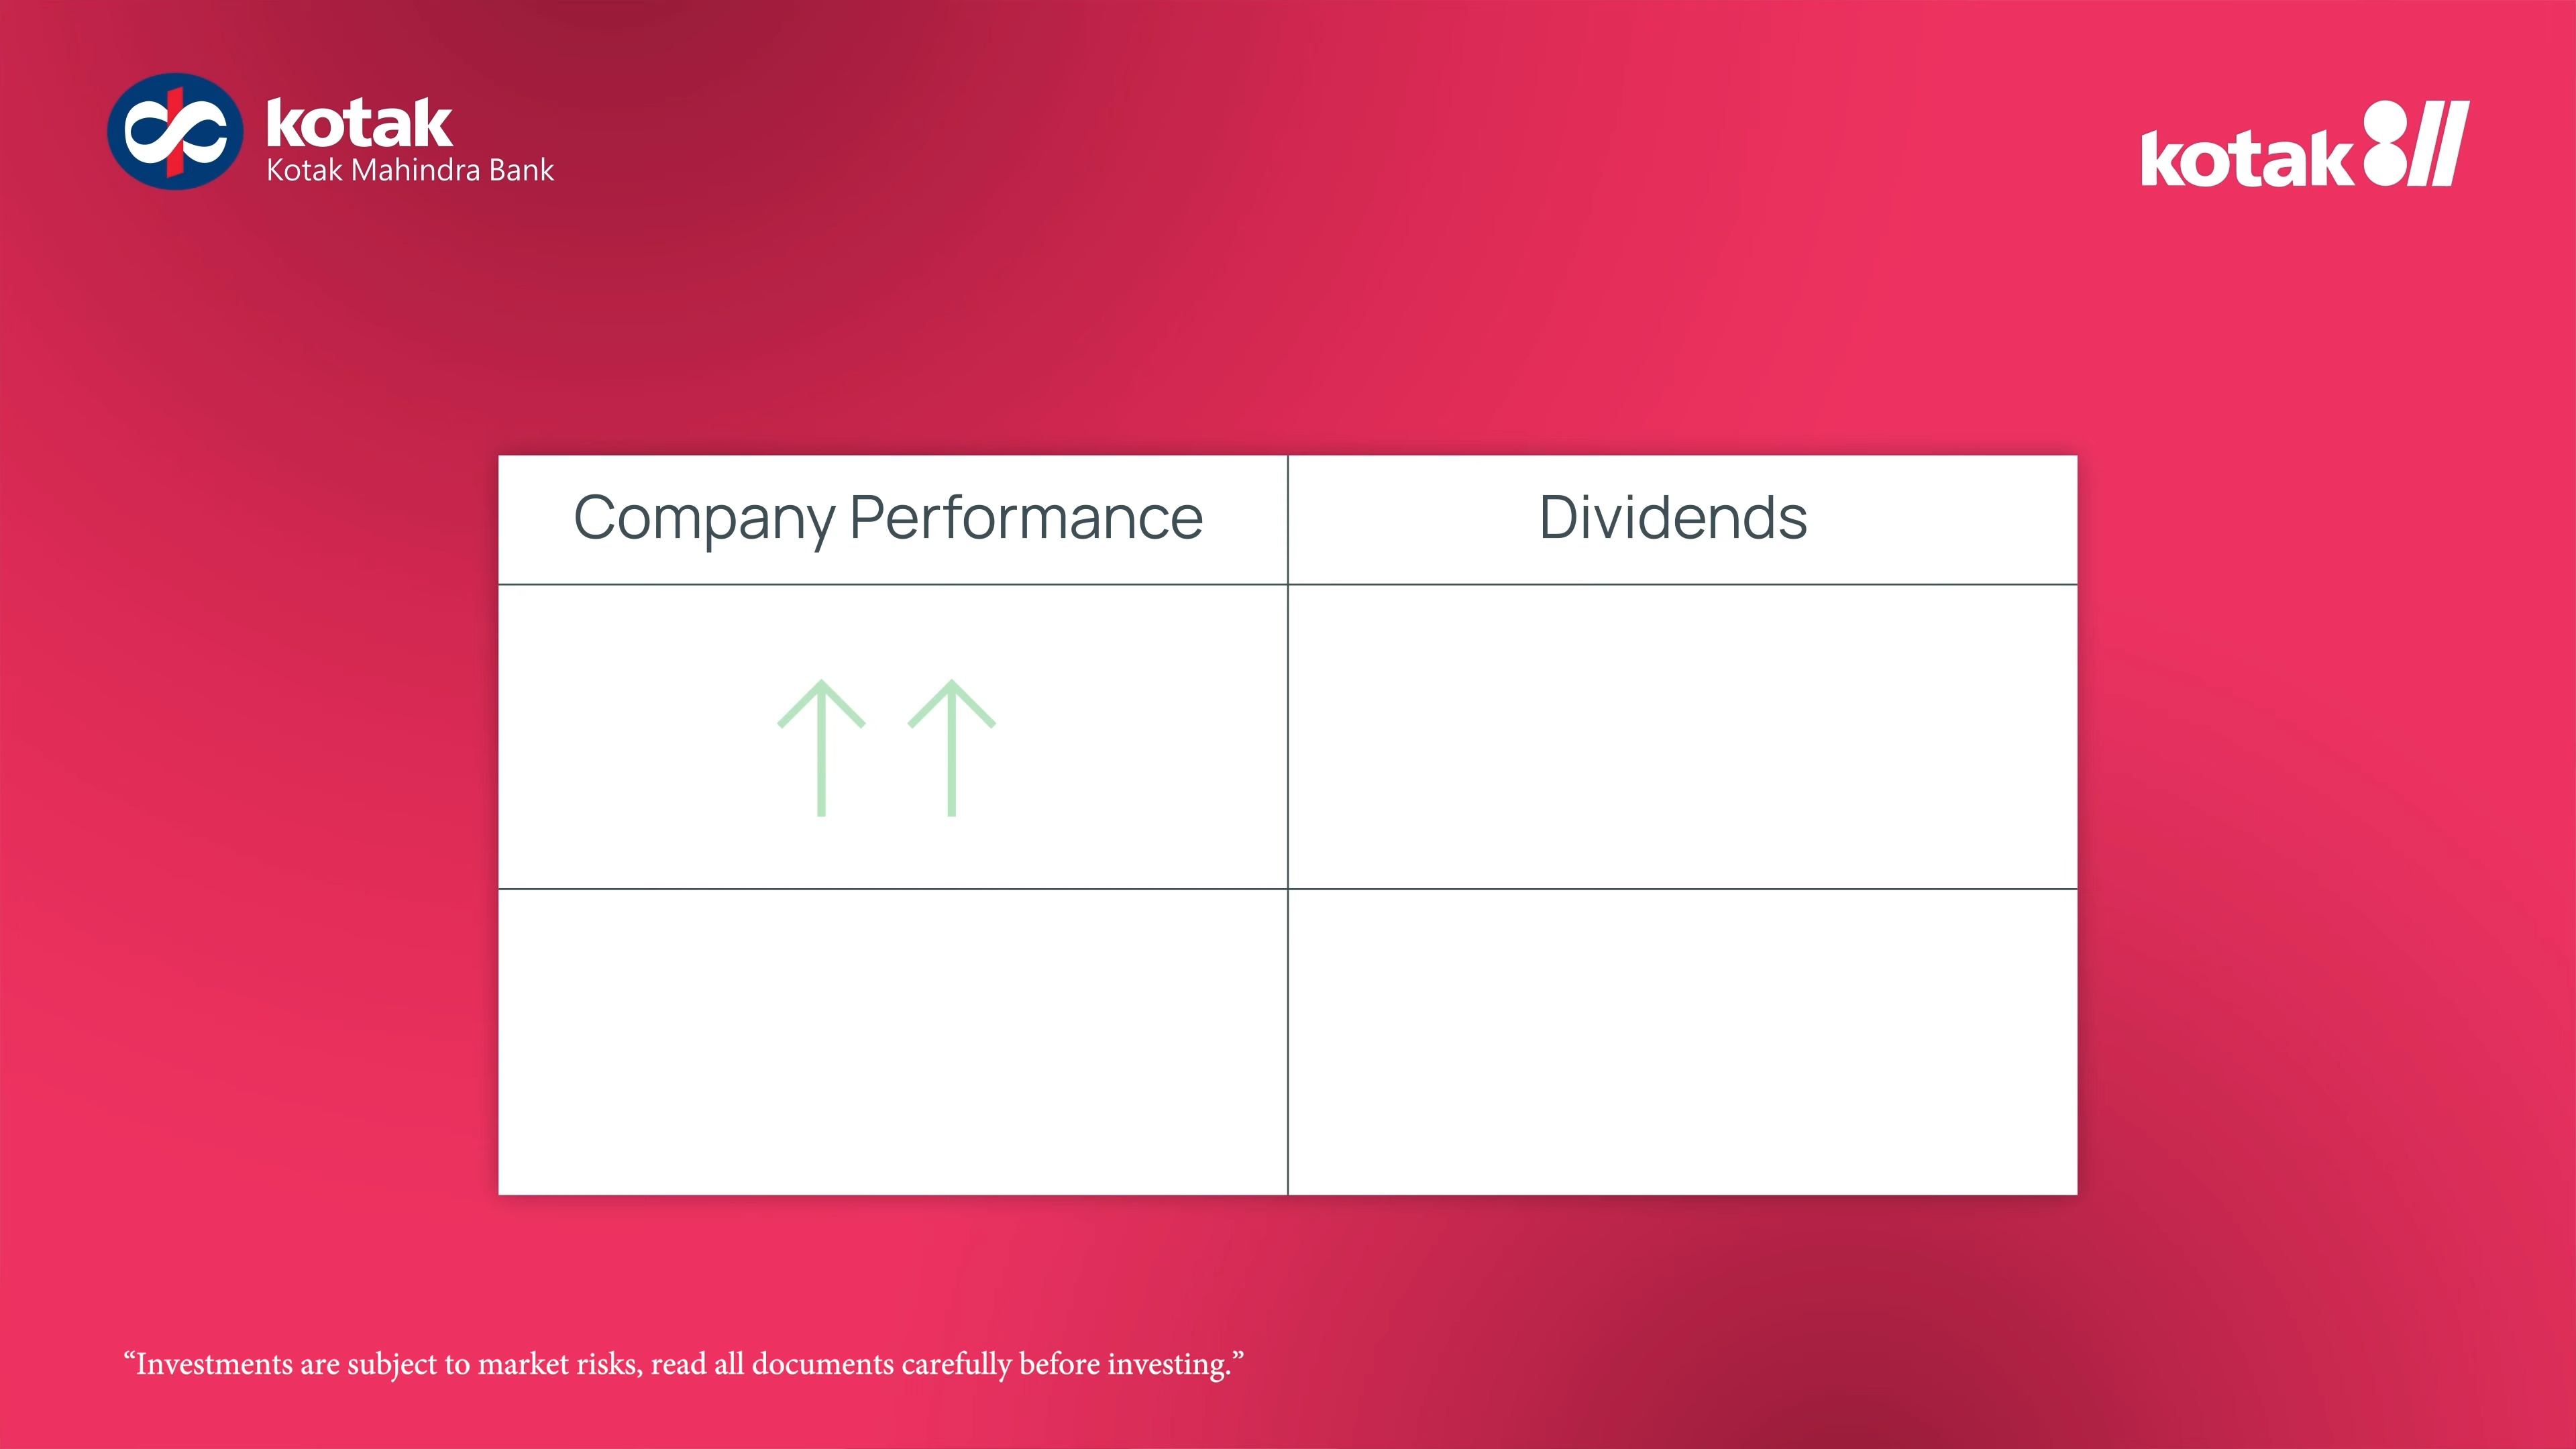 kotak
Kotak Mahindra Bank
kotak811
Company Performance
Dividends
“Investments are subject to market risks, read all documents carefully before investing.”